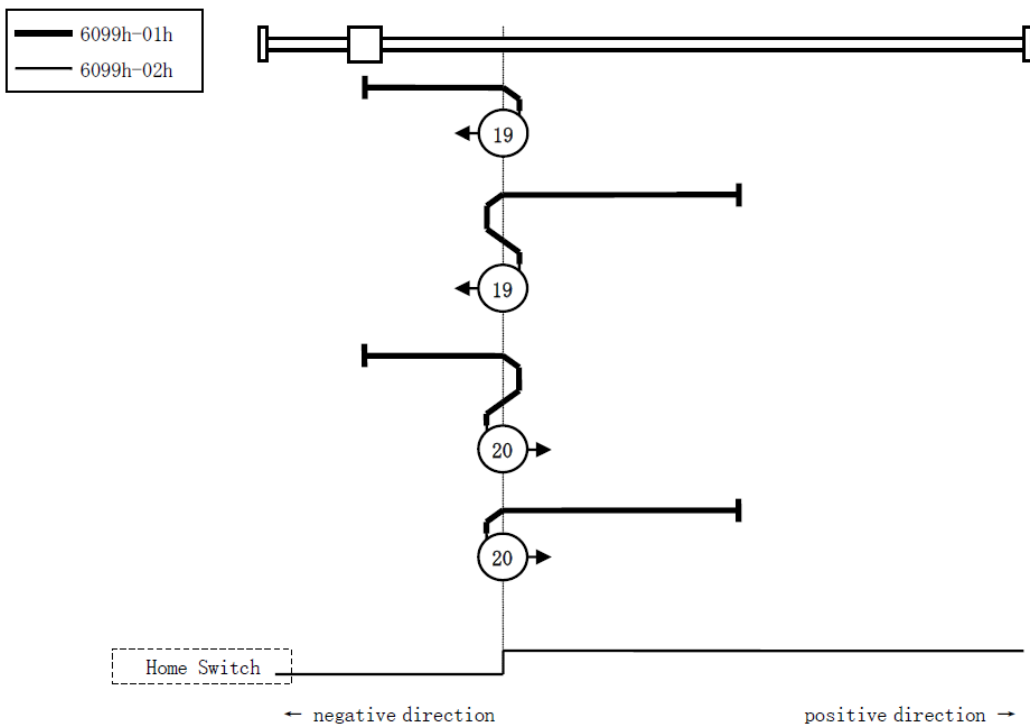 6099h-01h
6099h-02h
19
19
20
20
Home Switch
← negative direction
positive direction →